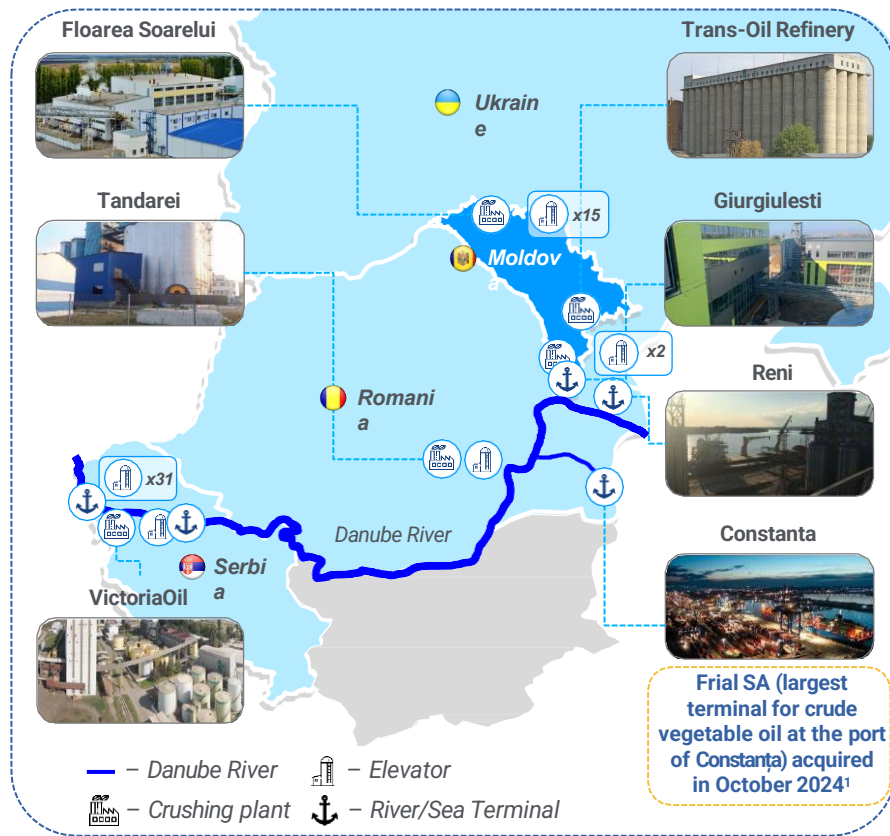 Floarea Soarelui
Trans-Oil Refinery
Ukrain
e
Tandarei
Giurgiulesti
x15
Moldov
a
x2
Romani
a
Reni
x31
Danube River
Constanta
Serbi
a
VictoriaOil
Frial SA (largest
terminal for crude
vegetable oil at the port
of Constanța) acquired
in October 2024¹
– Danube River
– Elevator
– Crushing plant
– River/Sea Terminal